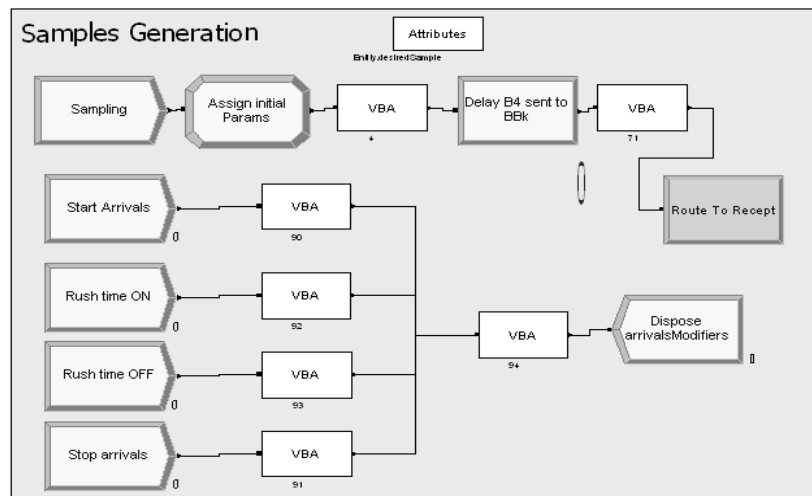 Samples Generation
Attributes
Entity.desiredSample
Sampling
Assign initial
Params
VBA
4
Delay B4 sent to
BBk
VBA
71
Route To Recept
Start Arrivals
0
VBA
90
Rush time ON
0
VBA
92
Rush time OFF
0
VBA
93
Stop arrivals
0
VBA
91
VBA
94
Dispose
arrivalsModifiers
0